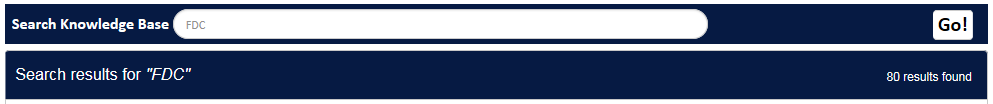 Search Knowledge Base FDC Go!
Search results for "FDC" 80 results found